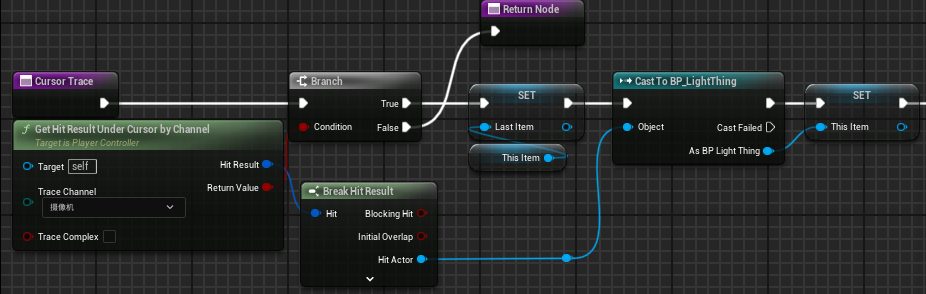 Return Node
Cursor Trace
Branch
True
Condition
False
SET
Last Item
This Item
Cast To BP_LightThing
Object
Cast Failed
As BP Light Thing
SET
This Item
Get Hit Result Under Cursor by Channel
Target is Player Controller
Target
self
Hit Result
Return Value
Trace Channel
摄像机
Trace Complex
Break Hit Result
Hit
Blocking Hit
Initial Overlap
Hit Actor